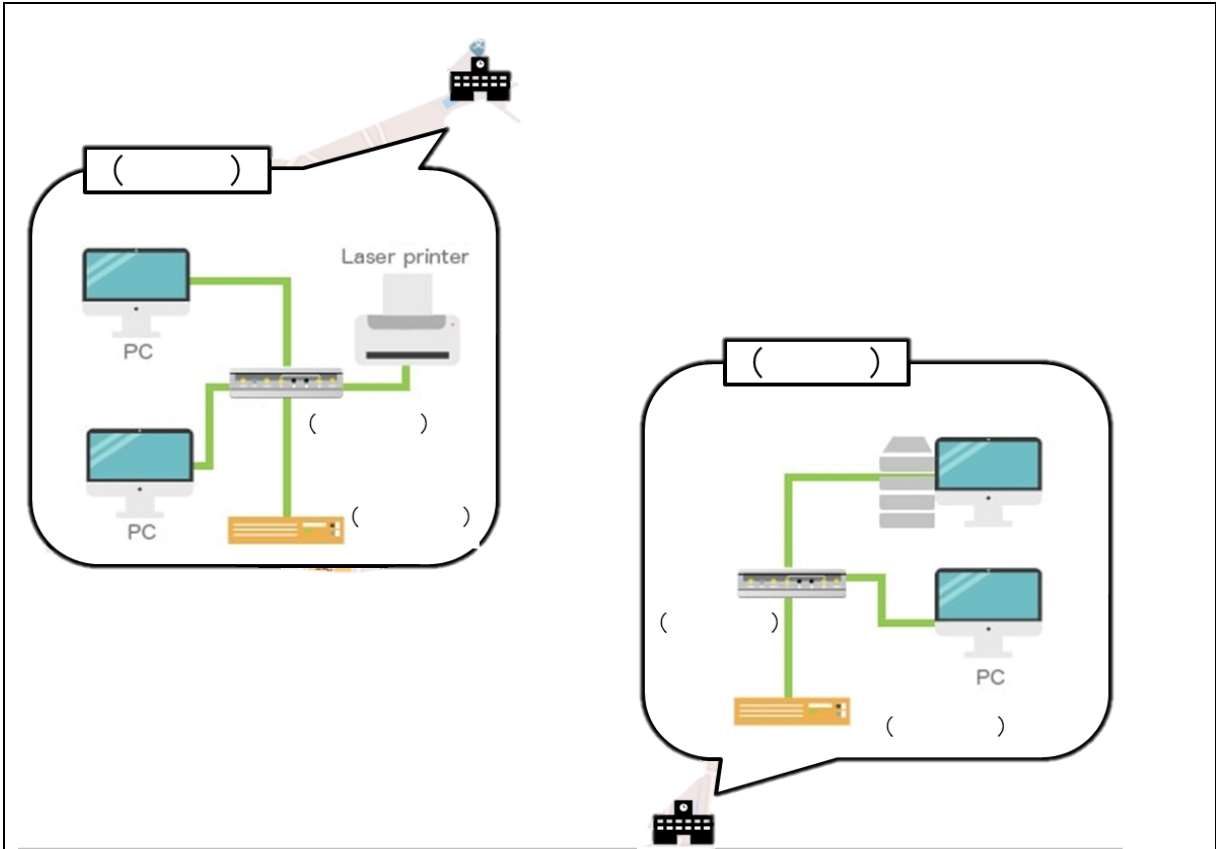 (　　　)
Laser printer
PC
(　　　)
PC
(　　　)
(　　　)
(　　　)
PC
(　　　)